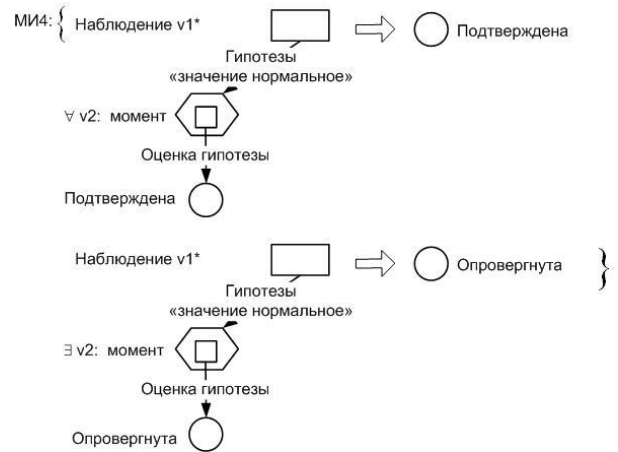 МИ4: { Наблюдение v1* Подтверждена
Гипотезы
«значение нормальное»
∀ v2: момент
Оценка гипотезы
Подтверждена
Наблюдение v1* Опровергнута }
Гипотезы
«значение нормальное»
∃ v2: момент
Оценка гипотезы
Опровергнута